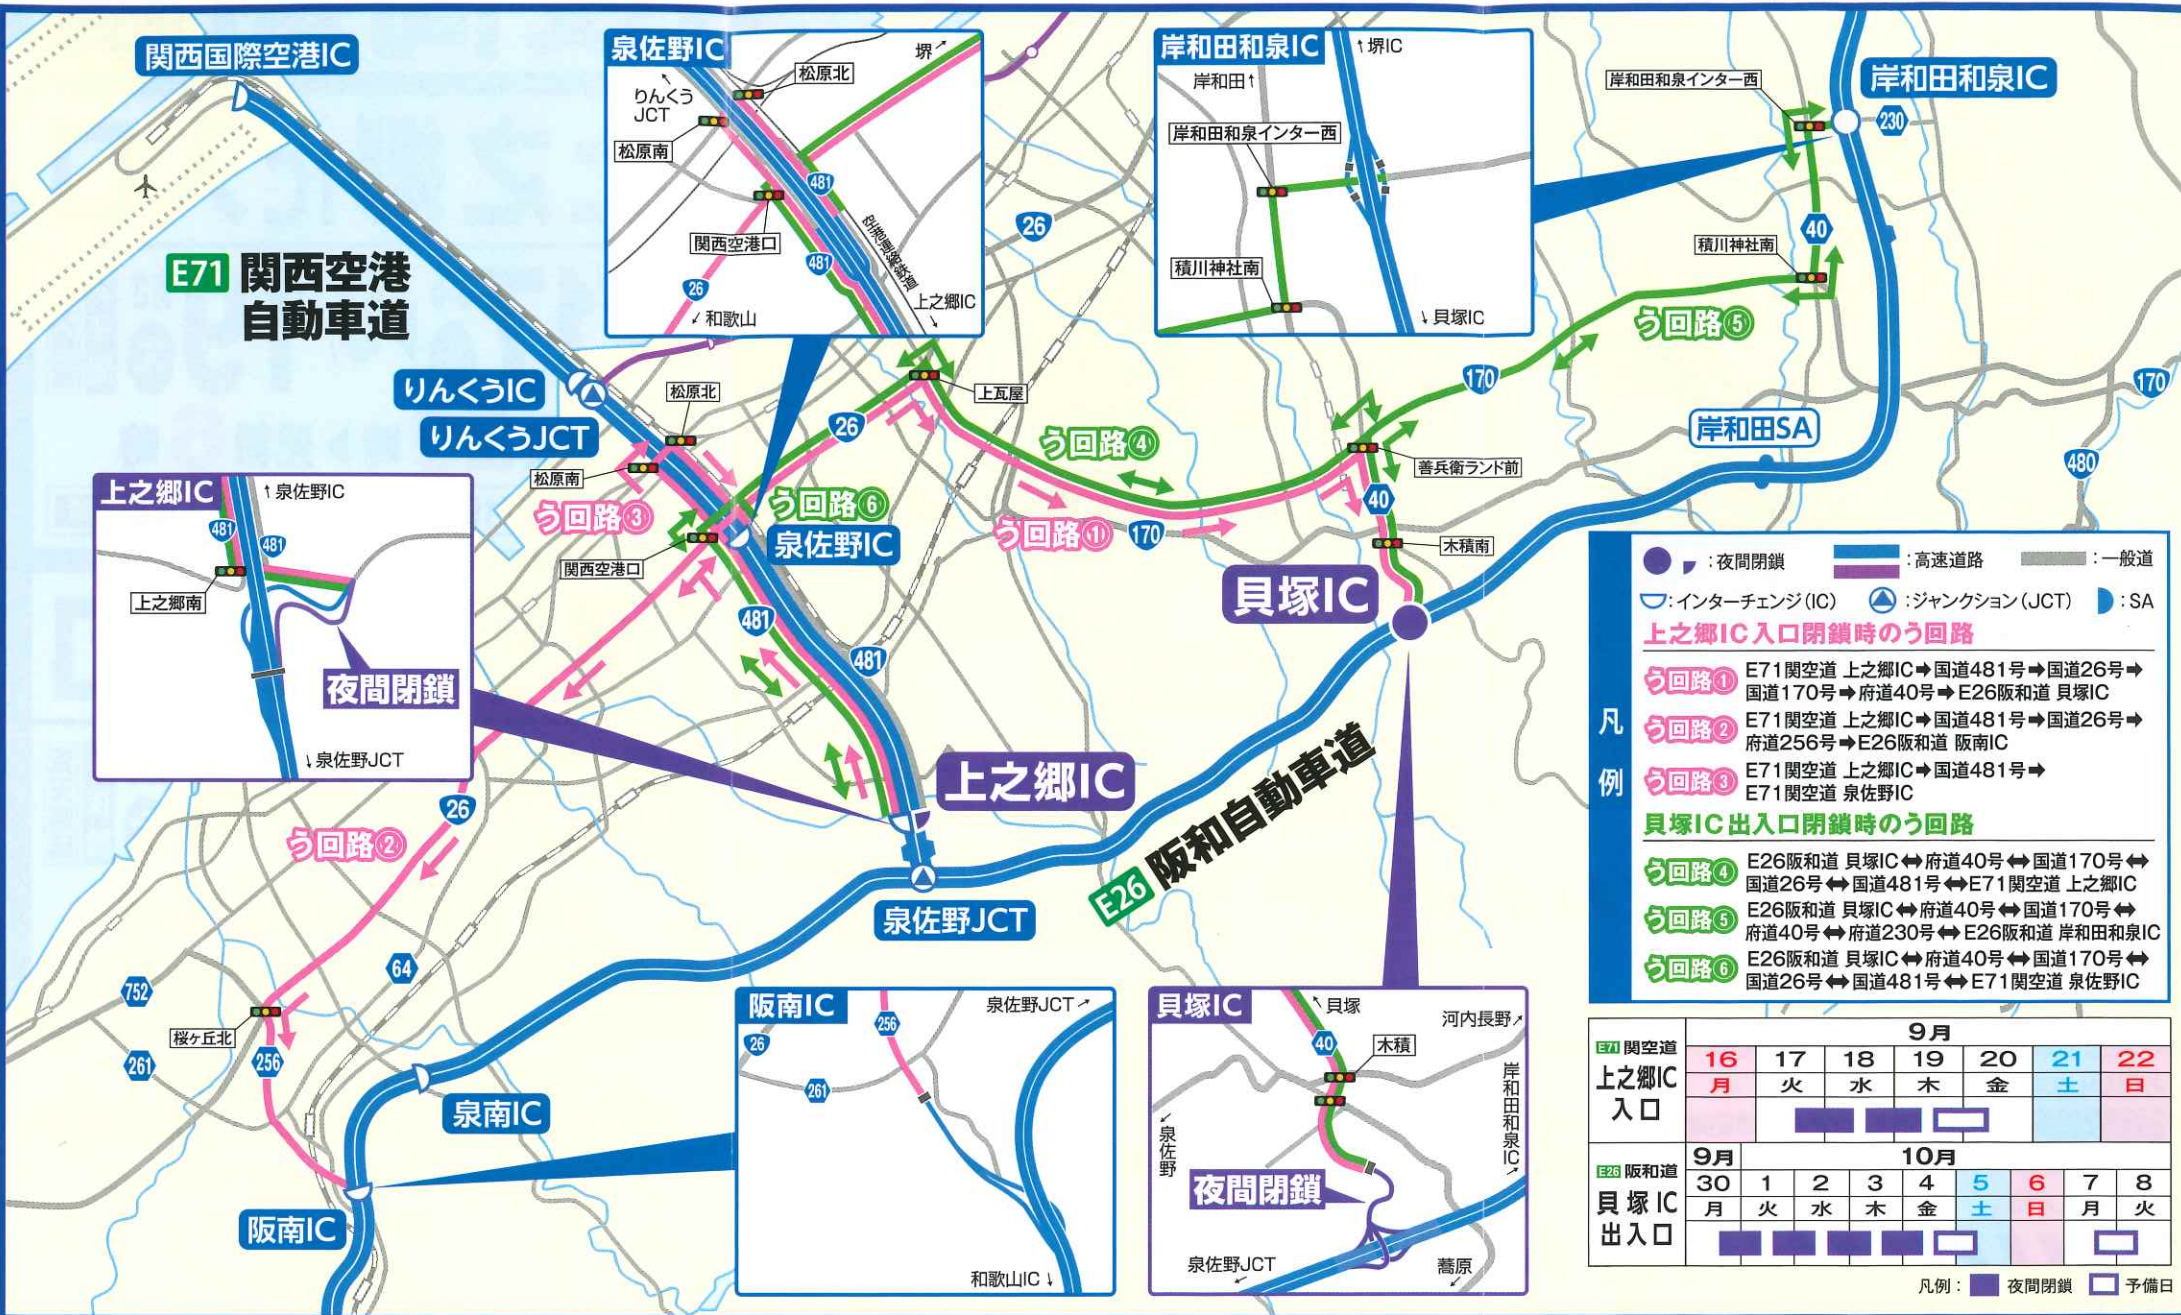 関西国際空港IC
E71 関西空港
自動車道
りんくうIC
りんくうJCT
泉佐野IC
堺
りんくう
JCT
松原北
松原南
481
関西空港口
481
空港連絡鉄道
26
和歌山
上之郷IC
岸和田和泉IC
堺IC
岸和田
岸和田和泉インター西
積川神社南
貝塚IC
岸和田和泉インター西
岸和田和泉IC
230
40
積川神社南
う回路⑤
170
170
岸和田SA
480
26
上瓦屋
26
う回路④
善兵衛ランド前
40
木積南
う回路①
170
松原北
松原南
う回路③
う回路⑥
泉佐野IC
関西空港口
481
481
貝塚IC
上之郷IC
泉佐野IC
481
481
上之郷南
夜間閉鎖
泉佐野JCT
上之郷IC
E26 阪和自動車道
泉佐野JCT
26
う回路②
64
752
桜ヶ丘北
261
256
泉南IC
阪南IC
阪南IC
256
泉佐野JCT
26
261
和歌山IC
貝塚IC
貝塚
河内長野
40
木積
泉佐野
岸和田和泉IC
夜間閉鎖
泉佐野JCT
蕎原
凡例
:夜間閉鎖
:高速道路
:一般道
:インターチェンジ(IC)
:ジャンクション(JCT)
:SA
上之郷IC入口閉鎖時のう回路
う回路① E71関空道 上之郷IC➡国道481号➡国道26号➡
国道170号➡府道40号➡E26阪和道 貝塚IC
う回路② E71関空道 上之郷IC➡国道481号➡国道26号➡
府道256号➡E26阪和道 阪南IC
う回路③ E71関空道 上之郷IC➡国道481号➡
E71関空道 泉佐野IC
貝塚IC出入口閉鎖時のう回路
う回路④ E26阪和道 貝塚IC⬌府道40号⬌国道170号⬌
国道26号⬌国道481号⬌E71関空道 上之郷IC
う回路⑤ E26阪和道 貝塚IC⬌府道40号⬌国道170号⬌
府道40号⬌府道230号⬌E26阪和道 岸和田和泉IC
う回路⑥ E26阪和道 貝塚IC⬌府道40号⬌国道170号⬌
国道26号⬌国道481号⬌E71関空道 泉佐野IC
E71 関空道
上之郷IC
入口
9月
16 17 18 19 20 21 22
月 火 水 木 金 土 日
E26 阪和道
貝塚IC
出入口
9月 10月
30 1 2 3 4 5 6 7 8
月 火 水 木 金 土 日 月 火
凡例: 夜間閉鎖 予備日